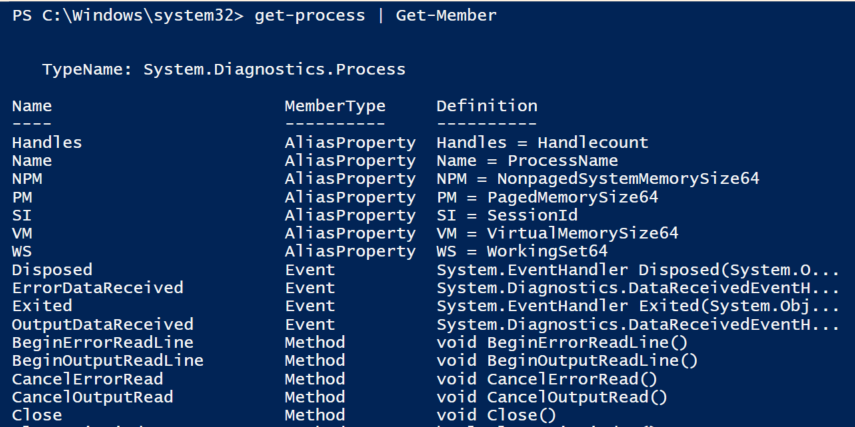 PS C:\Windows\system32> get-process | Get-Member
TypeName: System.Diagnostics.Process
Name MemberType Definition
---- ---------- ----------
Handles AliasProperty Handles = Handlecount
Name AliasProperty Name = ProcessName
NPM AliasProperty NPM = NonpagedSystemMemorySize64
PM AliasProperty PM = PagedMemorySize64
SI AliasProperty SI = SessionId
VM AliasProperty VM = VirtualMemorySize64
WS AliasProperty WS = WorkingSet64
Disposed Event System.EventHandler Disposed(System.O...
ErrorDataReceived Event System.Diagnostics.DataReceivedEventH...
Exited Event System.EventHandler Exited(System.Obj...
OutputDataReceived Event System.Diagnostics.DataReceivedEventH...
BeginErrorReadLine Method void BeginErrorReadLine()
BeginOutputReadLine Method void BeginOutputReadLine()
CancelErrorRead Method void CancelErrorRead()
CancelOutputRead Method void CancelOutputRead()
Close Method void Close()